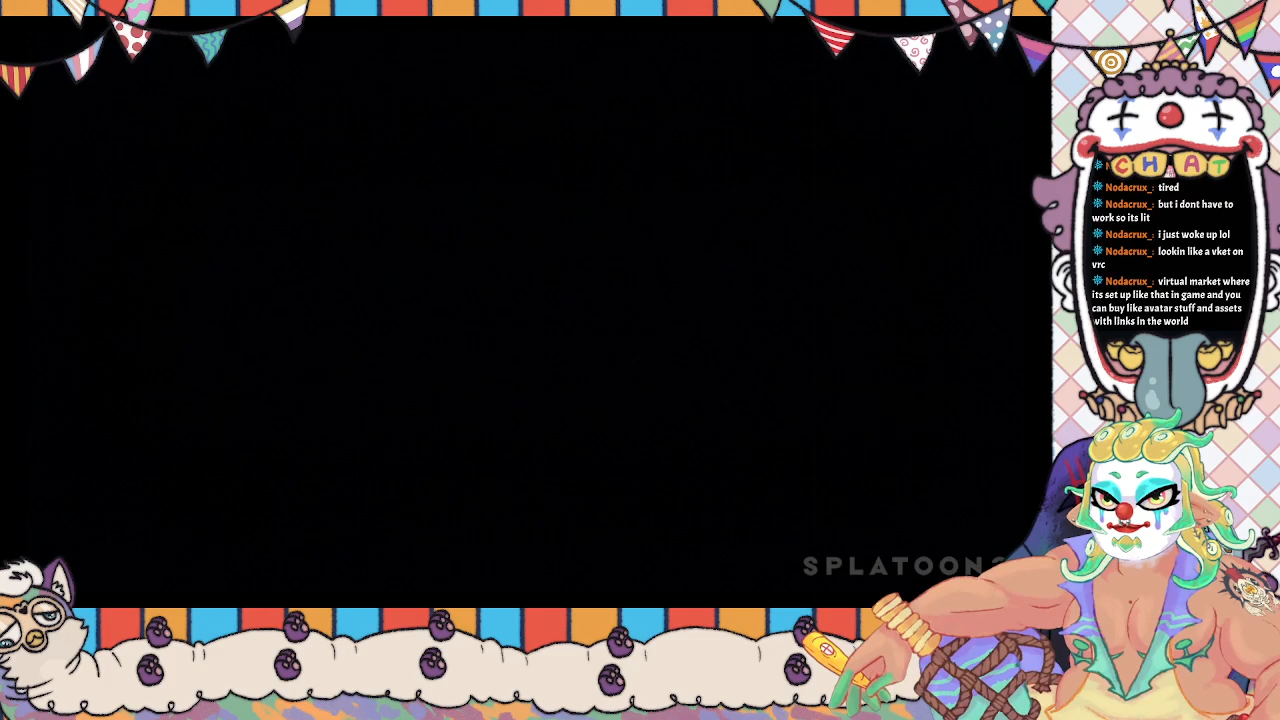 CHAT
Nodacrux_: tired
Nodacrux_: but i dont have to
work so its lit
Nodacrux_: i just woke up lol
Nodacrux_: lookin like a vket on
vrc
Nodacrux_: virtual market where
its set up like that in game and you
can buy like avatar stuff and assets
with links in the world
SPLATOON